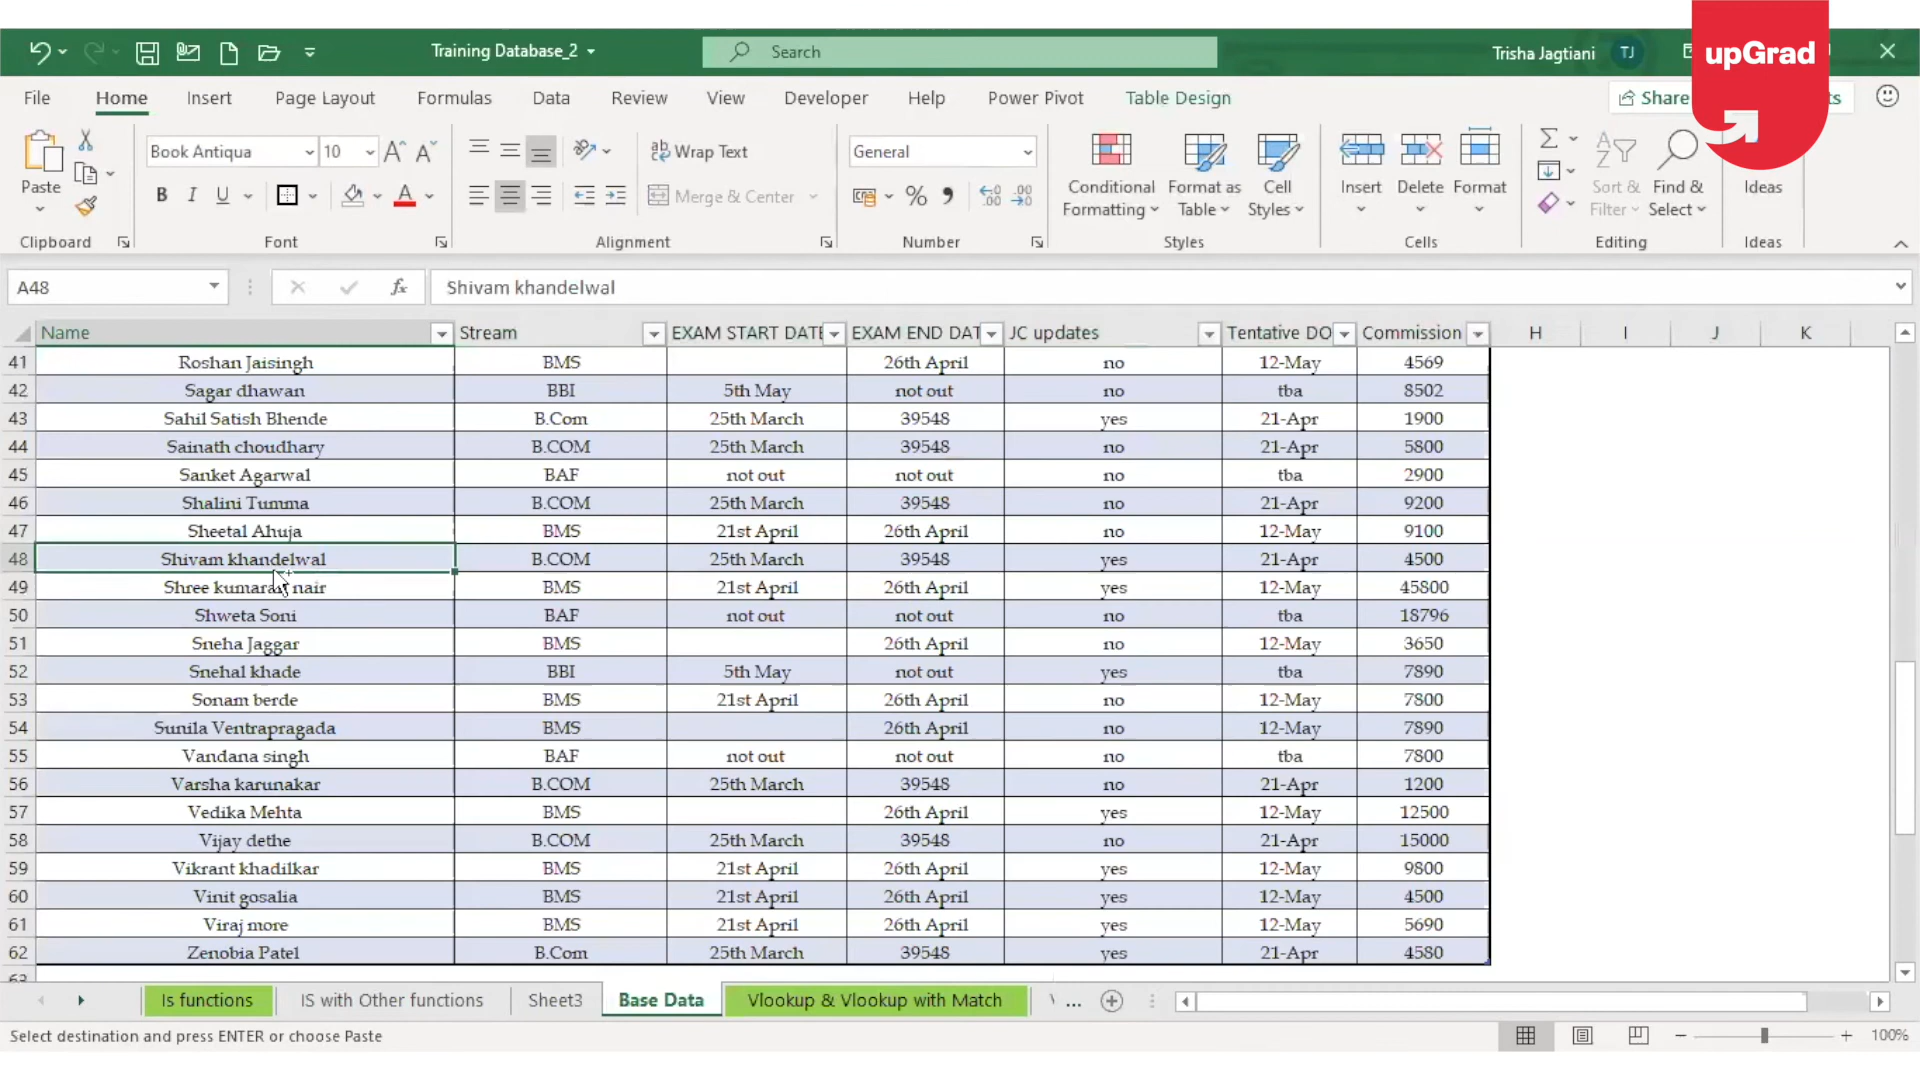 upGrad
Training Database_2
Search
Trisha Jagtiani TJ
File Home Insert Page Layout Formulas Data Review View Developer Help Power Pivot Table Design Share
Book Antiqua 10 Wrap Text General
Paste B I U Merge & Center % Conditional Formatting Format as Table Cell Styles Insert Delete Format Sort & Filter Find & Select Ideas
Clipboard Font Alignment Number Styles Cells Editing Ideas
A48 fx Shivam khandelwal
Name Stream EXAM START DATE EXAM END DAT JC updates Tentative DO Commission H I J K
41 Roshan Jaisingh BMS 26th April no 12-May 4569
42 Sagar dhawan BBI 5th May not out no tba 8502
43 Sahil Satish Bhende B.Com 25th March 39548 yes 21-Apr 1900
44 Sainath choudhary B.COM 25th March 39548 no 21-Apr 5800
45 Sanket Agarwal BAF not out not out no tba 2900
46 Shalini Tumma B.COM 25th March 39548 no 21-Apr 9200
47 Sheetal Ahuja BMS 21st April 26th April no 12-May 9100
48 Shivam khandelwal B.COM 25th March 39548 yes 21-Apr 4500
49 Shree kumaran nair BMS 21st April 26th April yes 12-May 45800
50 Shweta Soni BAF not out not out no tba 18796
51 Sneha Jaggar BMS 26th April no 12-May 3650
52 Snehal khade BBI 5th May not out yes tba 7890
53 Sonam berde BMS 21st April 26th April no 12-May 7800
54 Sunila Ventrapragada BMS 26th April no 12-May 7890
55 Vandana singh BAF not out not out no tba 7800
56 Varsha karunakar B.COM 25th March 39548 no 21-Apr 1200
57 Vedika Mehta BMS 26th April yes 12-May 12500
58 Vijay dethe B.COM 25th March 39548 no 21-Apr 15000
59 Vikrant khadilkar BMS 21st April 26th April yes 12-May 9800
60 Vinit gosalia BMS 21st April 26th April yes 12-May 4500
61 Viraj more BMS 21st April 26th April yes 12-May 5690
62 Zenobia Patel B.Com 25th March 39548 yes 21-Apr 4580
Is functions IS with Other functions Sheet3 Base Data Vlookup & Vlookup with Match ...
Select destination and press ENTER or choose Paste 100%